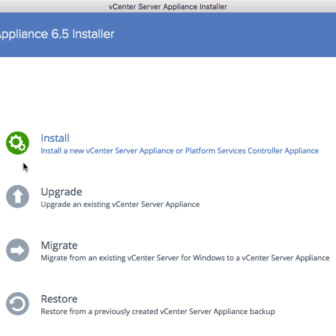 vCenter Server Appliance Installer
Appliance 6.5 Installer
Install
Install a new vCenter Server Appliance or Platform Services Controller Appliance
Upgrade
Upgrade an existing vCenter Server Appliance
Migrate
Migrate from an existing vCenter Server for Windows to a vCenter Server Appliance
Restore
Restore from a previously created vCenter Server Appliance backup